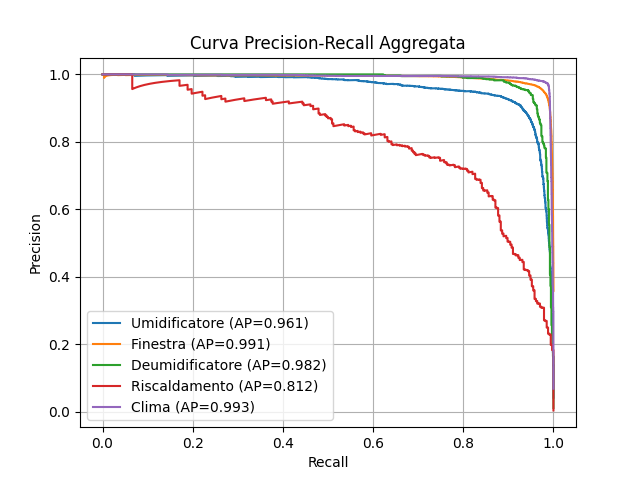 Curva Precision-Recall Aggregata
1.0
0.8
0.6
0.4
0.2
0.0
Precision
Umidificatore (AP=0.961)
Finestra (AP=0.991)
Deumidificatore (AP=0.982)
Riscaldamento (AP=0.812)
Clima (AP=0.993)
0.0 0.2 0.4 0.6 0.8 1.0
Recall